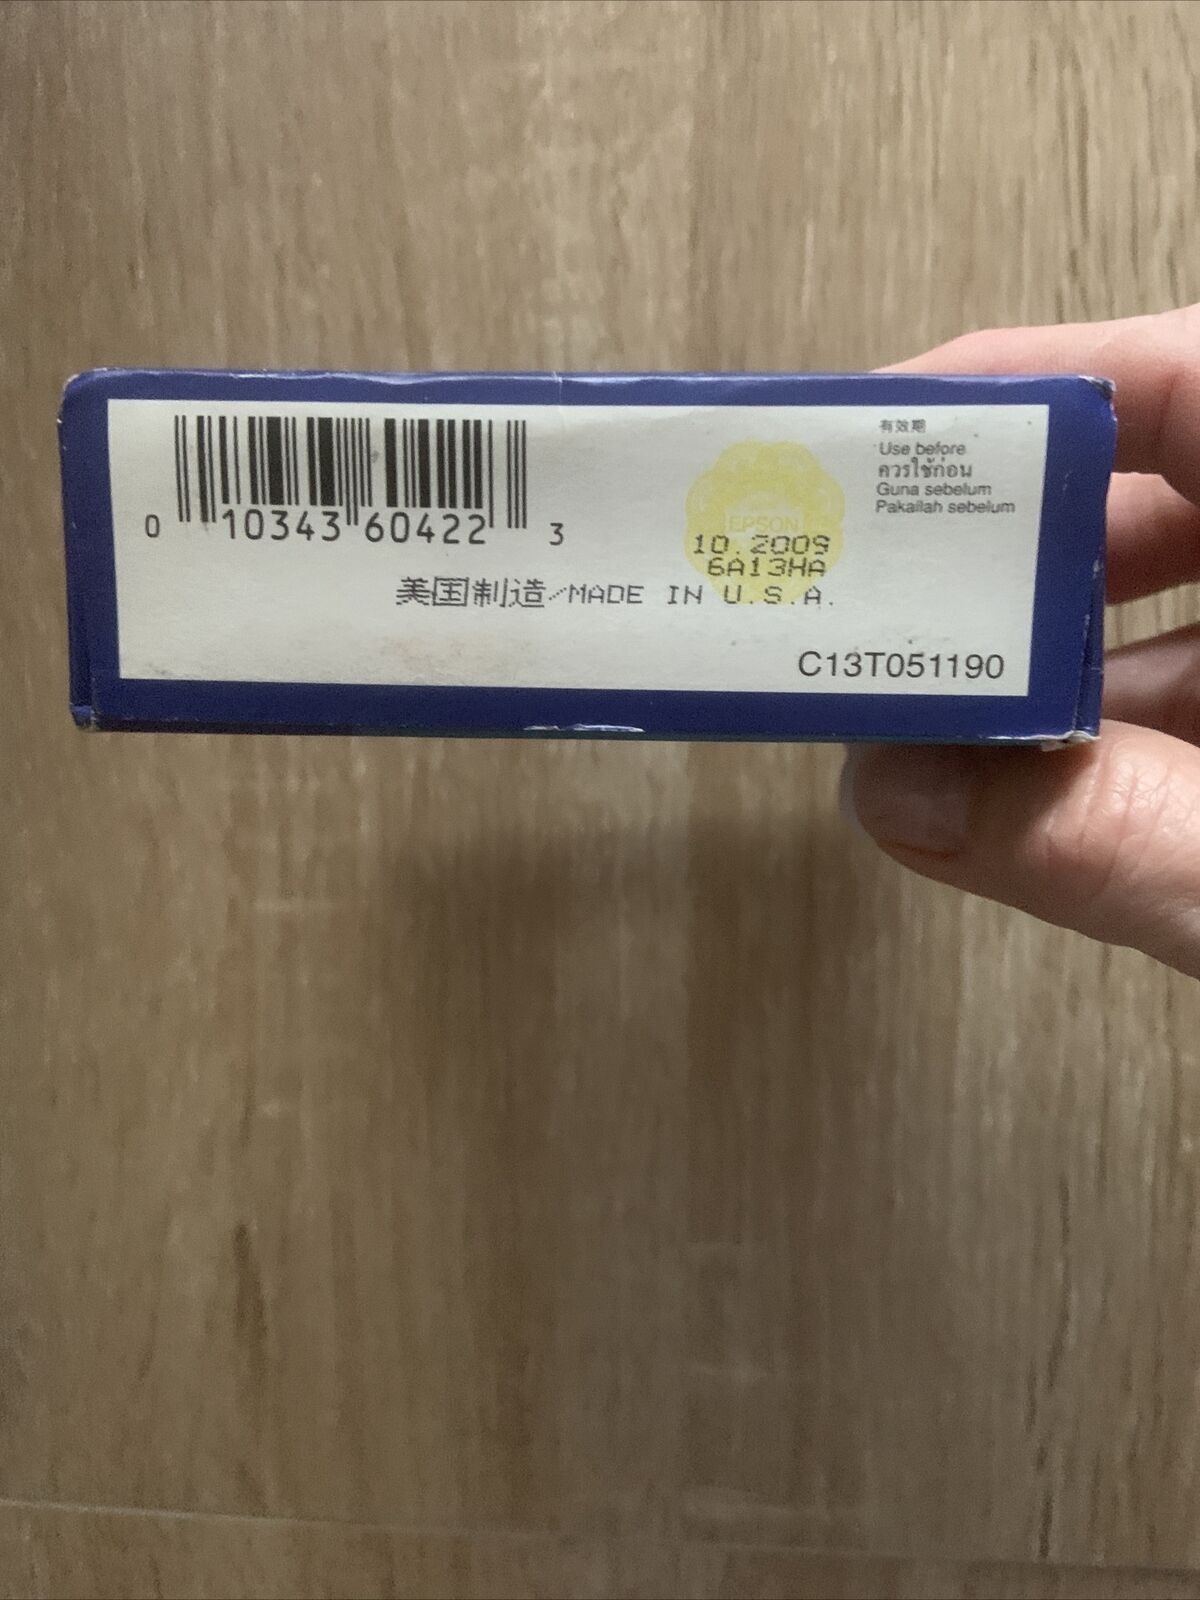 0 10343 60422 3
有效期
Use before
ควรใช้ก่อน
Guna sebelum
Pakailah sebelum
EPSON
10.2009
6A13HA
美国制造/MADE IN U.S.A.
C13T051190